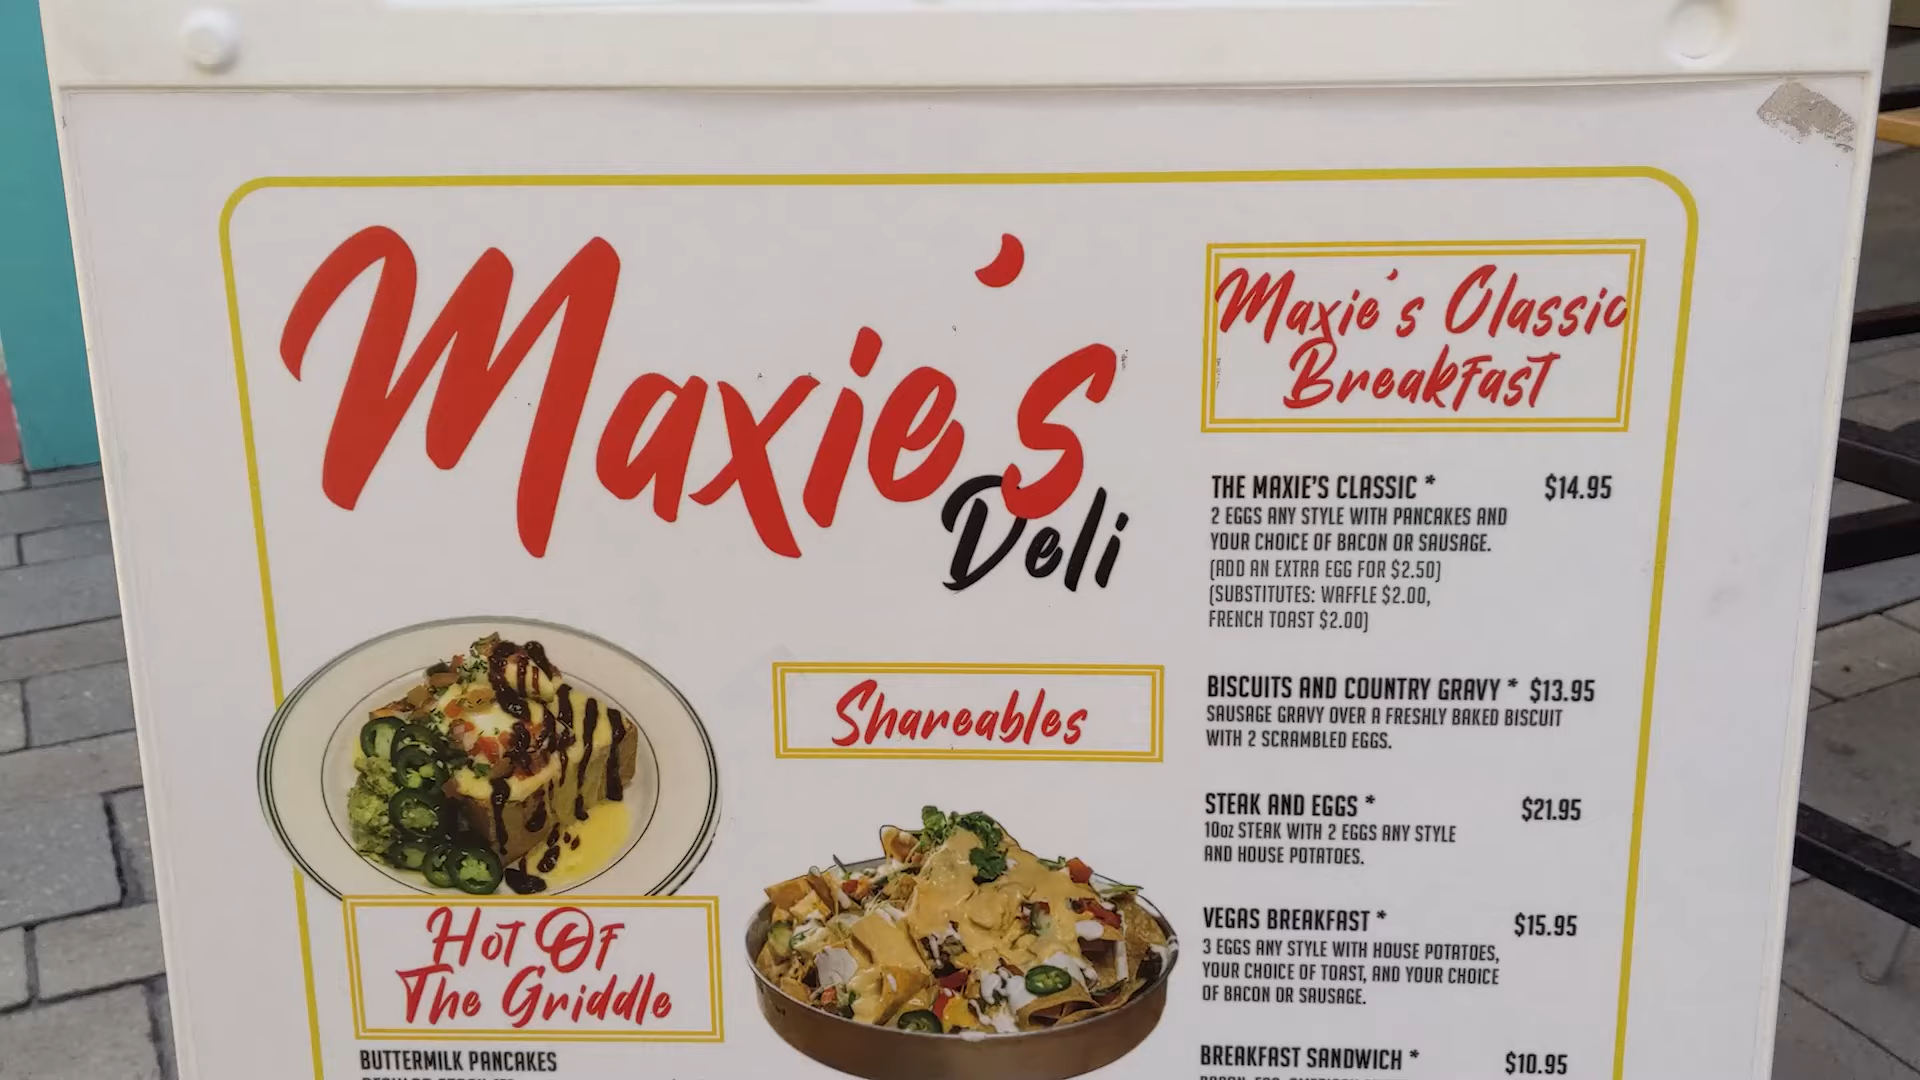 Maxie's
Deli
Maxie's Classic
Breakfast
THE MAXIE'S CLASSIC * $14.95
2 EGGS ANY STYLE WITH PANCAKES AND
YOUR CHOICE OF BACON OR SAUSAGE.
(ADD AN EXTRA EGG FOR $2.50)
(SUBSTITUTES: WAFFLE $2.00,
FRENCH TOAST $2.00)
BISCUITS AND COUNTRY GRAVY * $13.95
SAUSAGE GRAVY OVER A FRESHLY BAKED BISCUIT
WITH 2 SCRAMBLED EGGS.
STEAK AND EGGS * $21.95
10oz STEAK WITH 2 EGGS ANY STYLE
AND HOUSE POTATOES.
VEGAS BREAKFAST * $15.95
3 EGGS ANY STYLE WITH HOUSE POTATOES,
YOUR CHOICE OF TOAST, AND YOUR CHOICE
OF BACON OR SAUSAGE.
BREAKFAST SANDWICH * $10.95
Shareables
Hot Of
The Griddle
BUTTERMILK PANCAKES